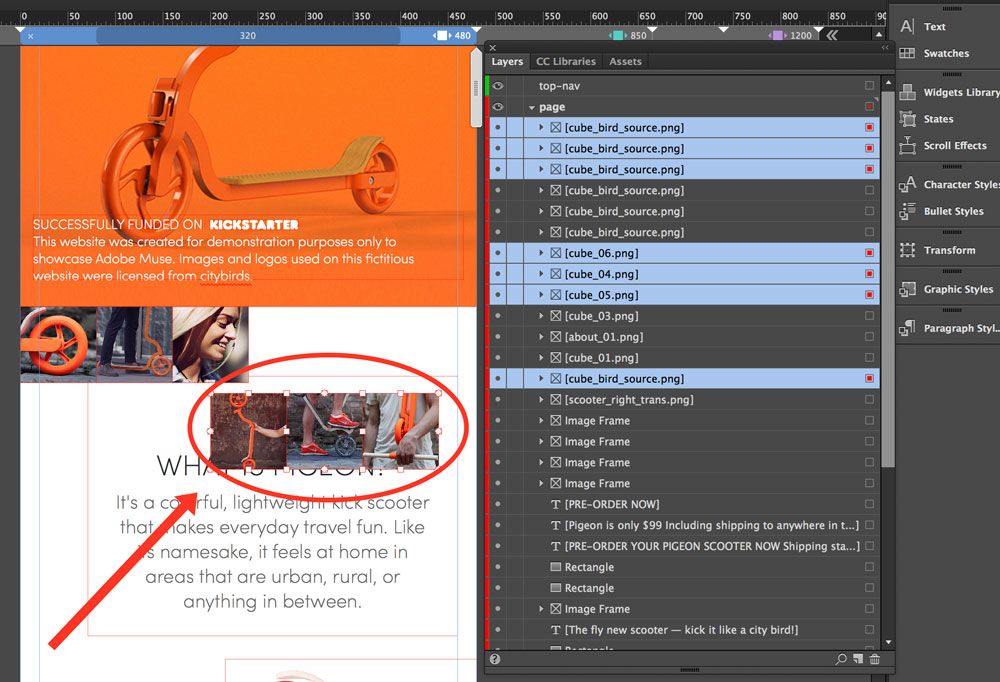 0 50 100 150 200 250 300 350 400 450 500 550 600 650 700 750 800 850 90
× 320 480 850 1200
Layers CC Libraries Assets
top-nav
page
[cube_bird_source.png]
[cube_bird_source.png]
[cube_bird_source.png]
[cube_bird_source.png]
[cube_bird_source.png]
[cube_bird_source.png]
[cube_06.png]
[cube_04.png]
[cube_05.png]
[cube_03.png]
[about_01.png]
[cube_01.png]
[cube_bird_source.png]
[scooter_right_trans.png]
Image Frame
Image Frame
Image Frame
Image Frame
[PRE-ORDER NOW]
[Pigeon is only $99 Including shipping to anywhere in t...]
[PRE-ORDER YOUR PIGEON SCOOTER NOW Shipping sta...]
Rectangle
Rectangle
Image Frame
[The fly new scooter — kick it like a city bird!]
Rectangle
Text
Swatches
Widgets Library
States
Scroll Effects
Character Styles
Bullet Styles
Transform
Graphic Styles
Paragraph Styl...
SUCCESSFULLY FUNDED ON KICKSTARTER
This website was created for demonstration purposes only to
showcase Adobe Muse. Images and logos used on this fictitious
website were licensed from citybirds.
WHAT IS PIGEON?
It's a colorful, lightweight kick scooter
that makes everyday travel fun. Like
its namesake, it feels at home in
areas that are urban, rural, or
anything in between.